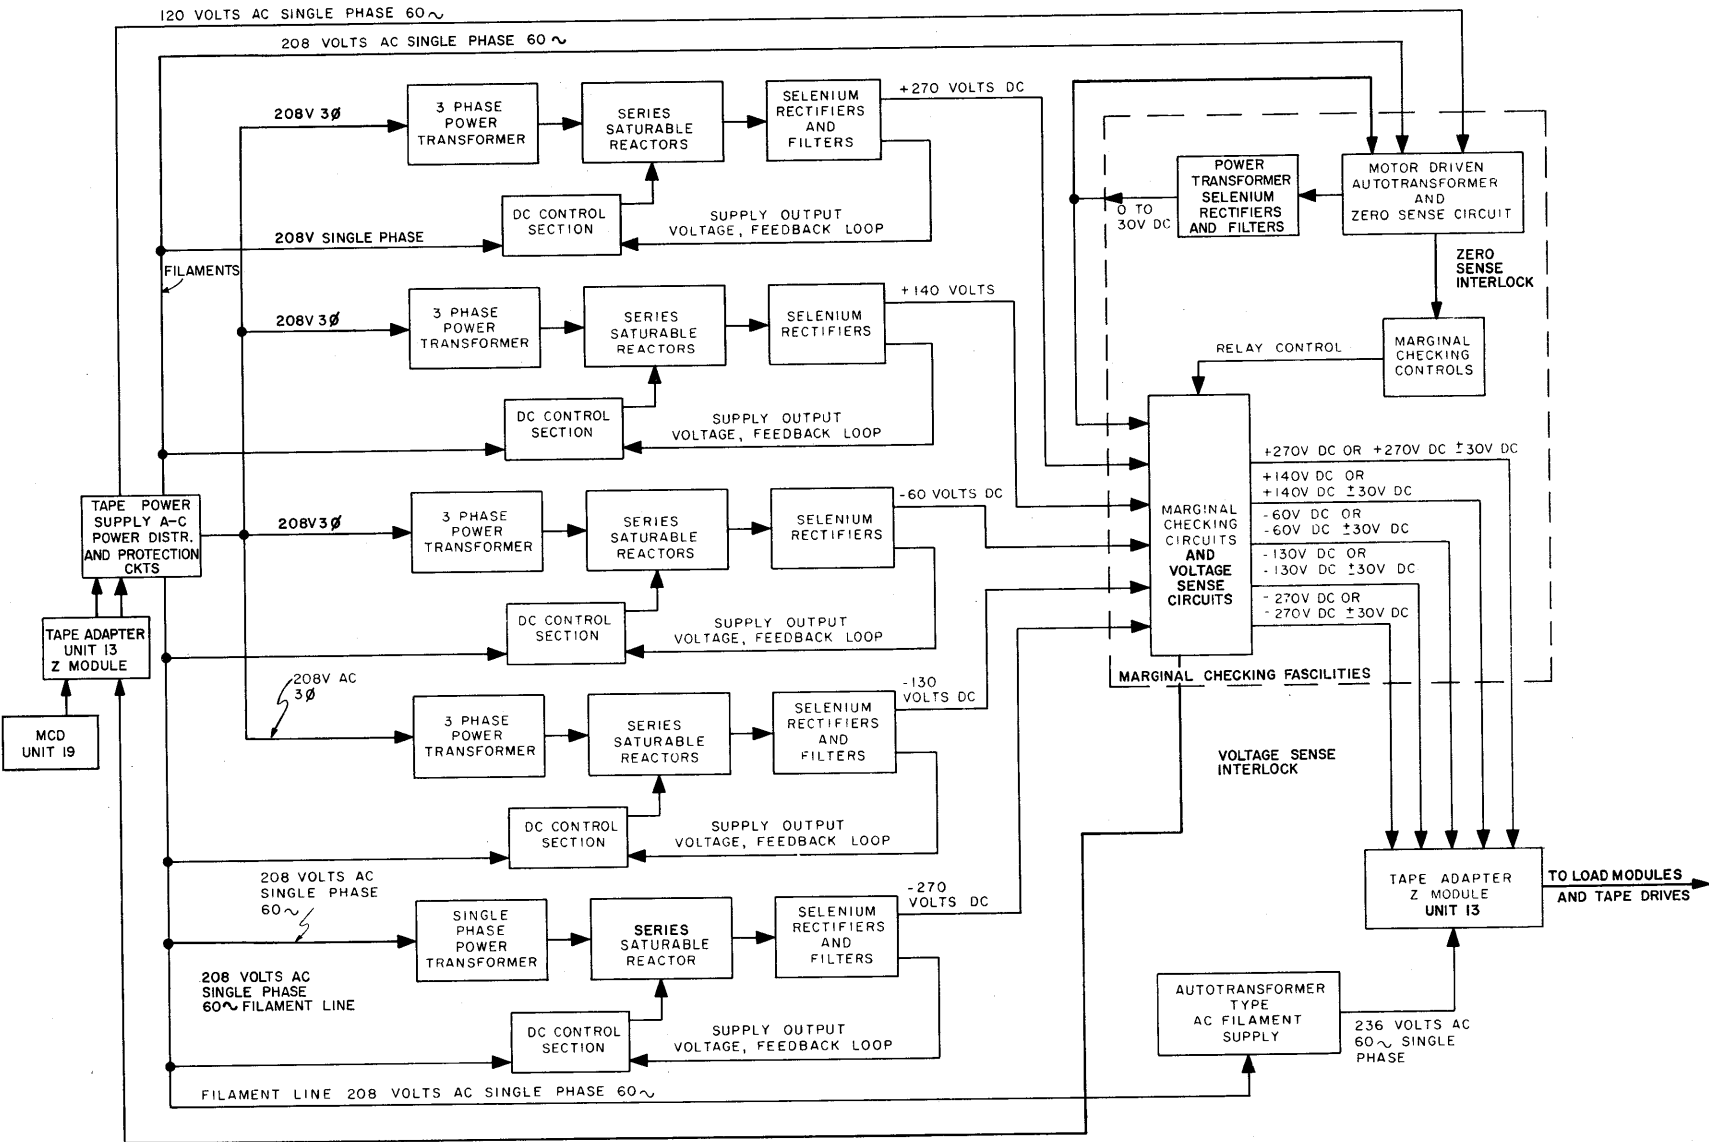 120 VOLTS AC SINGLE PHASE 60~
208 VOLTS AC SINGLE PHASE 60~
208V 3Ø
3 PHASE
POWER
TRANSFORMER
SERIES
SATURABLE
REACTORS
SELENIUM
RECTIFIERS
AND
FILTERS
+270 VOLTS DC
DC CONTROL
SECTION
SUPPLY OUTPUT
VOLTAGE, FEEDBACK LOOP
208V SINGLE PHASE
FILAMENTS
208V 3Ø
3 PHASE
POWER
TRANSFORMER
SERIES
SATURABLE
REACTORS
SELENIUM
RECTIFIERS
+140 VOLTS
DC CONTROL
SECTION
SUPPLY OUTPUT
VOLTAGE, FEEDBACK LOOP
TAPE POWER
SUPPLY A-C
POWER DISTR.
AND PROTECTION
CKTS
208V3Ø
3 PHASE
POWER
TRANSFORMER
SERIES
SATURABLE
REACTORS
SELENIUM
RECTIFIERS
-60 VOLTS DC
DC CONTROL
SECTION
SUPPLY OUTPUT
VOLTAGE, FEEDBACK LOOP
TAPE ADAPTER
UNIT 13
Z MODULE
MCD
UNIT 19
208V AC
3Ø
3 PHASE
POWER
TRANSFORMER
SERIES
SATURABLE
REACTORS
SELENIUM
RECTIFIERS
AND
FILTERS
-130
VOLTS DC
DC CONTROL
SECTION
SUPPLY OUTPUT
VOLTAGE, FEEDBACK LOOP
208 VOLTS AC
SINGLE PHASE
60~
SINGLE
PHASE
POWER
TRANSFORMER
SERIES
SATURABLE
REACTOR
SELENIUM
RECTIFIERS
AND
FILTERS
-270
VOLTS DC
208 VOLTS AC
SINGLE PHASE
60~ FILAMENT LINE
DC CONTROL
SECTION
SUPPLY OUTPUT
VOLTAGE, FEEDBACK LOOP
FILAMENT LINE 208 VOLTS AC SINGLE PHASE 60~
POWER
TRANSFORMER
SELENIUM
RECTIFIERS
AND FILTERS
MOTOR DRIVEN
AUTOTRANSFORMER
AND
ZERO SENSE CIRCUIT
0 TO
30V DC
ZERO
SENSE
INTERLOCK
RELAY CONTROL
MARGINAL
CHECKING
CONTROLS
MARGINAL
CHECKING
CIRCUITS
AND
VOLTAGE
SENSE
CIRCUITS
+270V DC OR +270V DC ±30V DC
+140V DC OR
+140V DC ±30V DC
-60V DC OR
-60V DC ±30V DC
-130V DC OR
-130V DC ±30V DC
-270V DC OR
-270V DC ±30V DC
MARGINAL CHECKING FASCILITIES
VOLTAGE SENSE
INTERLOCK
TAPE ADAPTER
Z MODULE
UNIT 13
TO LOAD MODULES
AND TAPE DRIVES
AUTOTRANSFORMER
TYPE
AC FILAMENT
SUPPLY
236 VOLTS AC
60~ SINGLE
PHASE